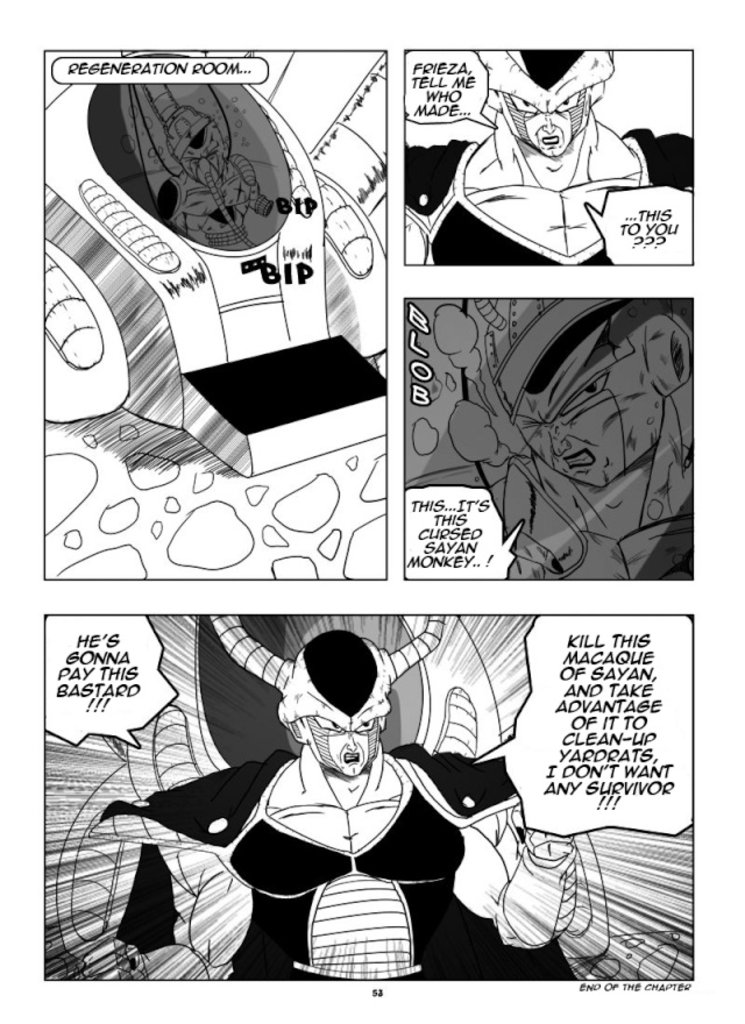 REGENERATION ROOM...
BIP
BIP
FRIEZA,
TELL ME
WHO
MADE...
...THIS
TO YOU
???
BLOB
THIS...IT'S
THIS
CURSED
SAYAN
MONKEY.. !
HE'S
GONNA
PAY THIS
BASTARD
!!!
KILL THIS
MACAQUE
OF SAYAN,
AND TAKE
ADVANTAGE
OF IT TO
CLEAN-UP
YARDRATS,
I DON'T WANT
ANY SURVIVOR
!!!
53
END OF THE CHAPTER